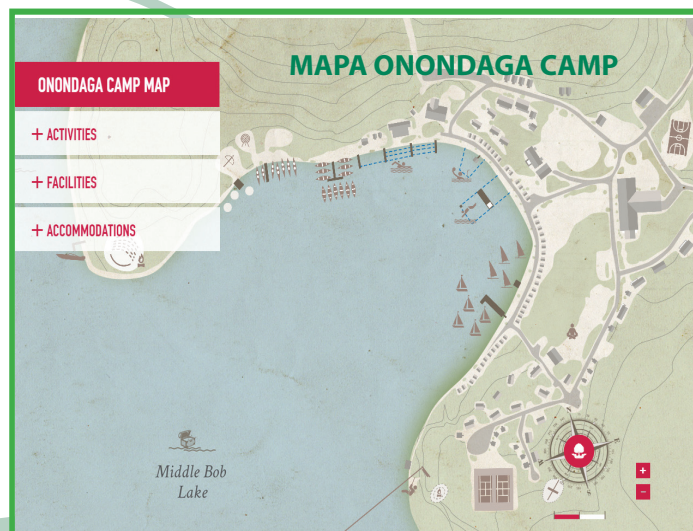 MAPA ONONDAGA CAMP
ONONDAGA CAMP MAP
+ ACTIVITIES
+ FACILITIES
+ ACCOMMODATIONS
Middle Bob
Lake
+
-